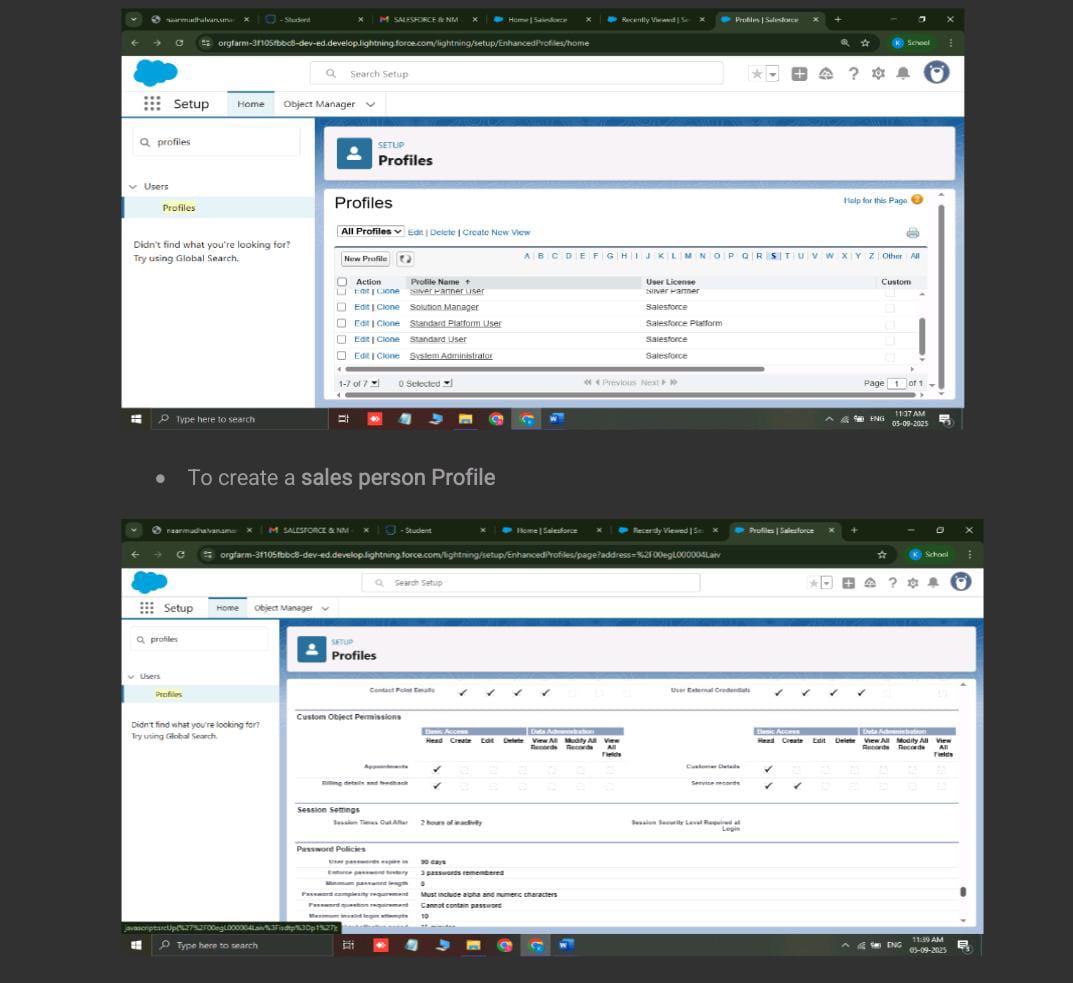 naanmudhalvan.sma
- Student
SALESFORCE & NM
Home | Salesforce
Recently Viewed | Se
Profiles | Salesforce
orgfarm-3f105fbbc8-dev-ed.develop.lightning.force.com/lightning/setup/EnhancedProfiles/home
K School
Search Setup
Setup Home Object Manager
profiles
Users
Profiles
Didn't find what you're looking for?
Try using Global Search.
SETUP
Profiles
Profiles
Help for this Page ?
All Profiles Edit | Delete | Create New View
New Profile
A | B | C | D | E | F | G | H | I | J | K | L | M | N | O | P | Q | R | S | T | U | V | W | X | Y | Z | Other | All
Action Profile Name ↑ User License Custom
Edit | Clone Silver Partner User Silver Partner
Edit | Clone Solution Manager Salesforce
Edit | Clone Standard Platform User Salesforce Platform
Edit | Clone Standard User Salesforce
Edit | Clone System Administrator Salesforce
1-7 of 7 0 Selected Previous Next Page 1 of 1
Type here to search
ENG 11:37 AM
05-09-2025
• To create a sales person Profile
naanmudhalvan.sma
SALESFORCE & NM
- Student
Home | Salesforce
Recently Viewed | Se
Profiles | Salesforce
orgfarm-3f105fbbc8-dev-ed.develop.lightning.force.com/lightning/setup/EnhancedProfiles/page?address=%2F00egL000004Laiv
K School
Search Setup
Setup Home Object Manager
profiles
Users
Profiles
Didn't find what you're looking for?
Try using Global Search.
SETUP
Profiles
Contact Point Emails User External Credentials
Custom Object Permissions
Basic Access Data Administration Basic Access Data Administration
Read Create Edit Delete View All Records Modify All Records View All Fields Read Create Edit Delete View All Records Modify All Records View All Fields
Appointments Customer Details
Billing details and feedback Service records
Session Settings
Session Times Out After 2 hours of inactivity Session Security Level Required at Login
Password Policies
User passwords expire in 90 days
Enforce password history 3 passwords remembered
Minimum password length 8
Password complexity requirement Must include alpha and numeric characters
Password question requirement Cannot contain password
Maximum invalid login attempts 10
javascript:srcUp(%27%2F00egL000004Laiv%3Fisdtp%3Dp1%27);
Type here to search
ENG 11:39 AM
05-09-2025